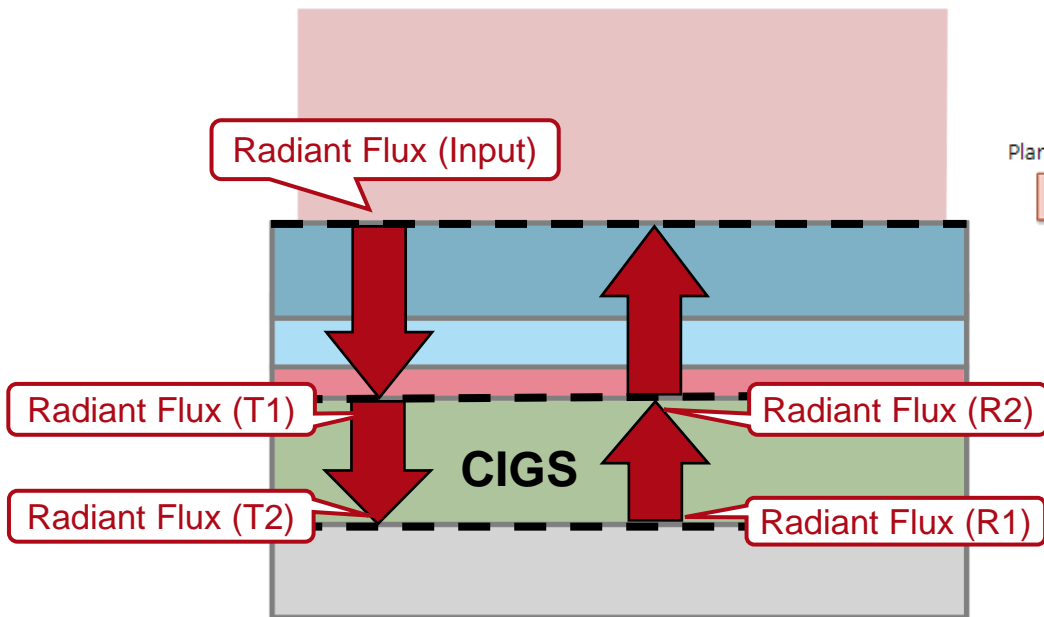 Radiant Flux (Input)
Radiant Flux (T1)
Radiant Flux (R2)
CIGS
Radiant Flux (T2)
Radiant Flux (R1)